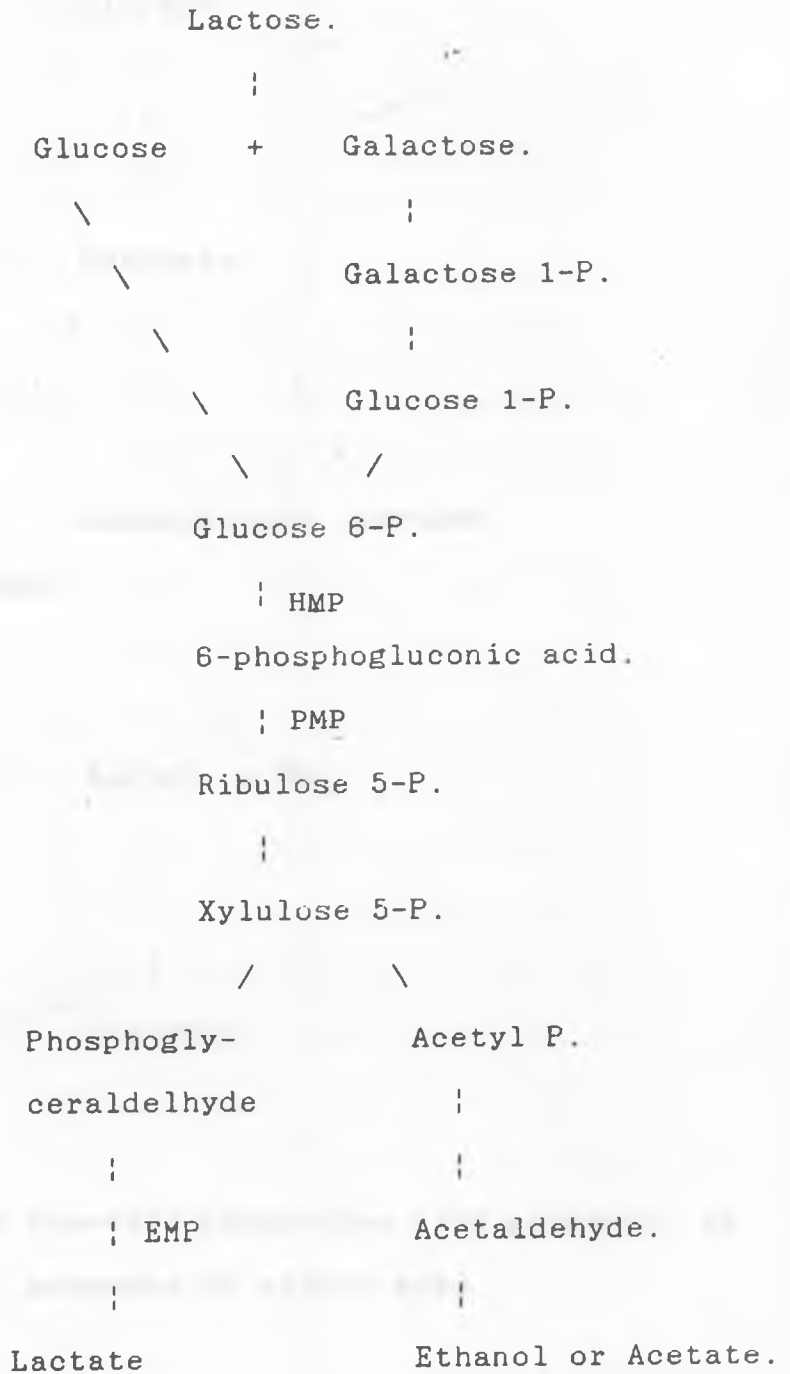 Lactose.
¦
Glucose + Galactose.
\ ¦
\ Galactose 1-P.
\ ¦
\ Glucose 1-P.
\ /
Glucose 6-P.
¦ HMP
6-phosphogluconic acid.
¦ PMP
Ribulose 5-P.
¦
Xylulose 5-P.
/ \
Phosphogly- Acetyl P.
ceraldelhyde ¦
¦ ¦
¦ EMP Acetaldehyde.
¦ ¦
Lactate Ethanol or Acetate.